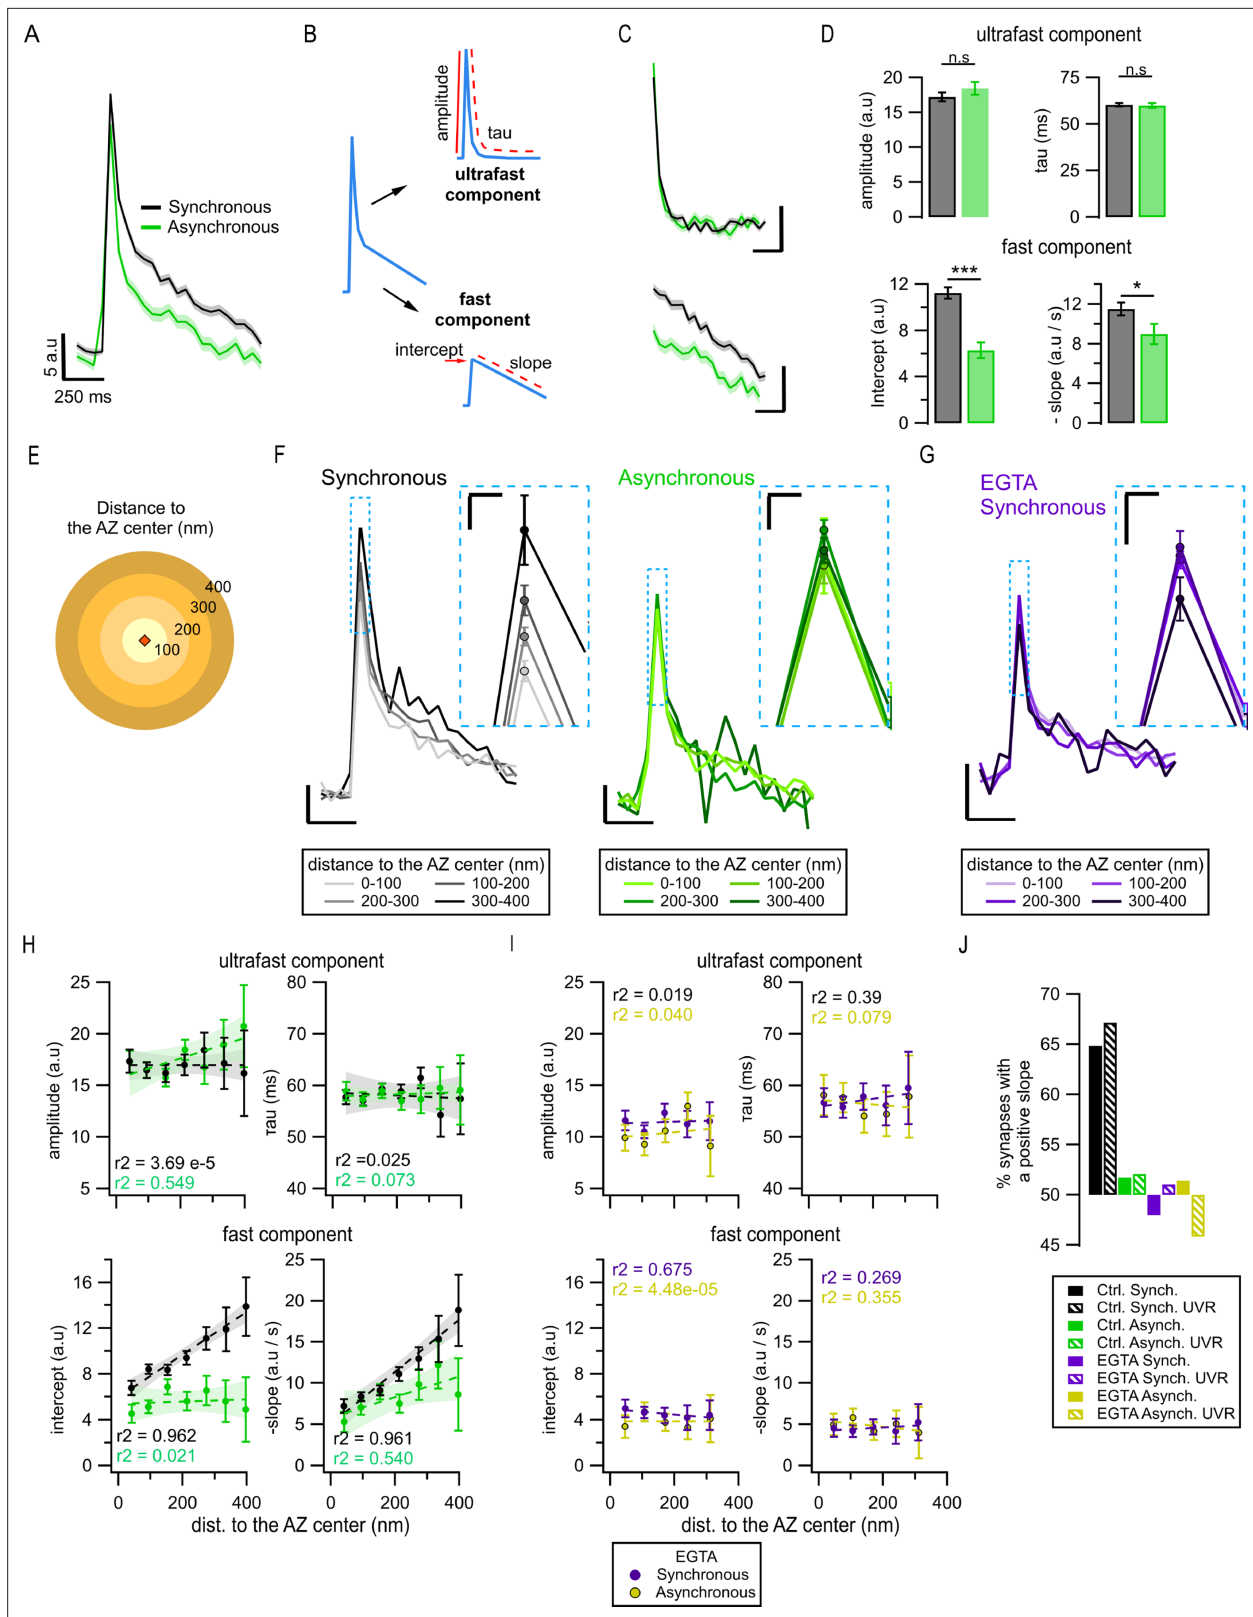 A
Synchronous
Asynchronous
5 a.u
250 ms
B
amplitude
tau
ultrafast
component
fast
component
intercept
slope
C
D
ultrafast component
n.s
amplitude (a.u)
20
15
10
5
0
n.s
tau (ms)
75
60
45
30
15
0
fast component
***
Intercept (a.u)
12
8
4
0
*
- slope (a.u / s)
12
8
4
0
E
Distance to
the AZ center (nm)
400
300
200
100
F
Synchronous
Asynchronous
distance to the AZ center (nm)
0-100 100-200
200-300 300-400
distance to the AZ center (nm)
0-100 100-200
200-300 300-400
G
EGTA
Synchronous
distance to the AZ center (nm)
0-100 100-200
200-300 300-400
H
ultrafast component
amplitude (a.u)
25
20
15
10
5
r2 = 3.69 e-5
r2 = 0.549
тau (ms)
80
70
60
50
40
r2 =0.025
r2 = 0.073
fast component
intercept (a.u)
16
12
8
4
0
r2 = 0.962
r2 = 0.021
0 200 400
-slope (a.u / s)
25
20
15
10
5
0
r2 = 0.961
r2 = 0.540
0 200 400
dist. to the AZ center (nm)
I
ultrafast component
amplitude (a.u)
25
20
15
10
5
r2 = 0.019
r2 = 0.040
тau (ms)
80
70
60
50
40
r2 = 0.39
r2 = 0.079
fast component
intercept (a.u)
16
12
8
4
0
r2 = 0.675
r2 = 4.48e-05
0 200 400
-slope (a.u / s)
25
20
15
10
5
0
r2 = 0.269
r2 = 0.355
0 200 400
dist. to the AZ center (nm)
EGTA
Synchronous
Asynchronous
J
% synapses with
a positive slope
70
65
60
55
50
45
Ctrl. Synch.
Ctrl. Synch. UVR
Ctrl. Asynch.
Ctrl. Asynch. UVR
EGTA Synch.
EGTA Synch. UVR
EGTA Asynch.
EGTA Asynch. UVR